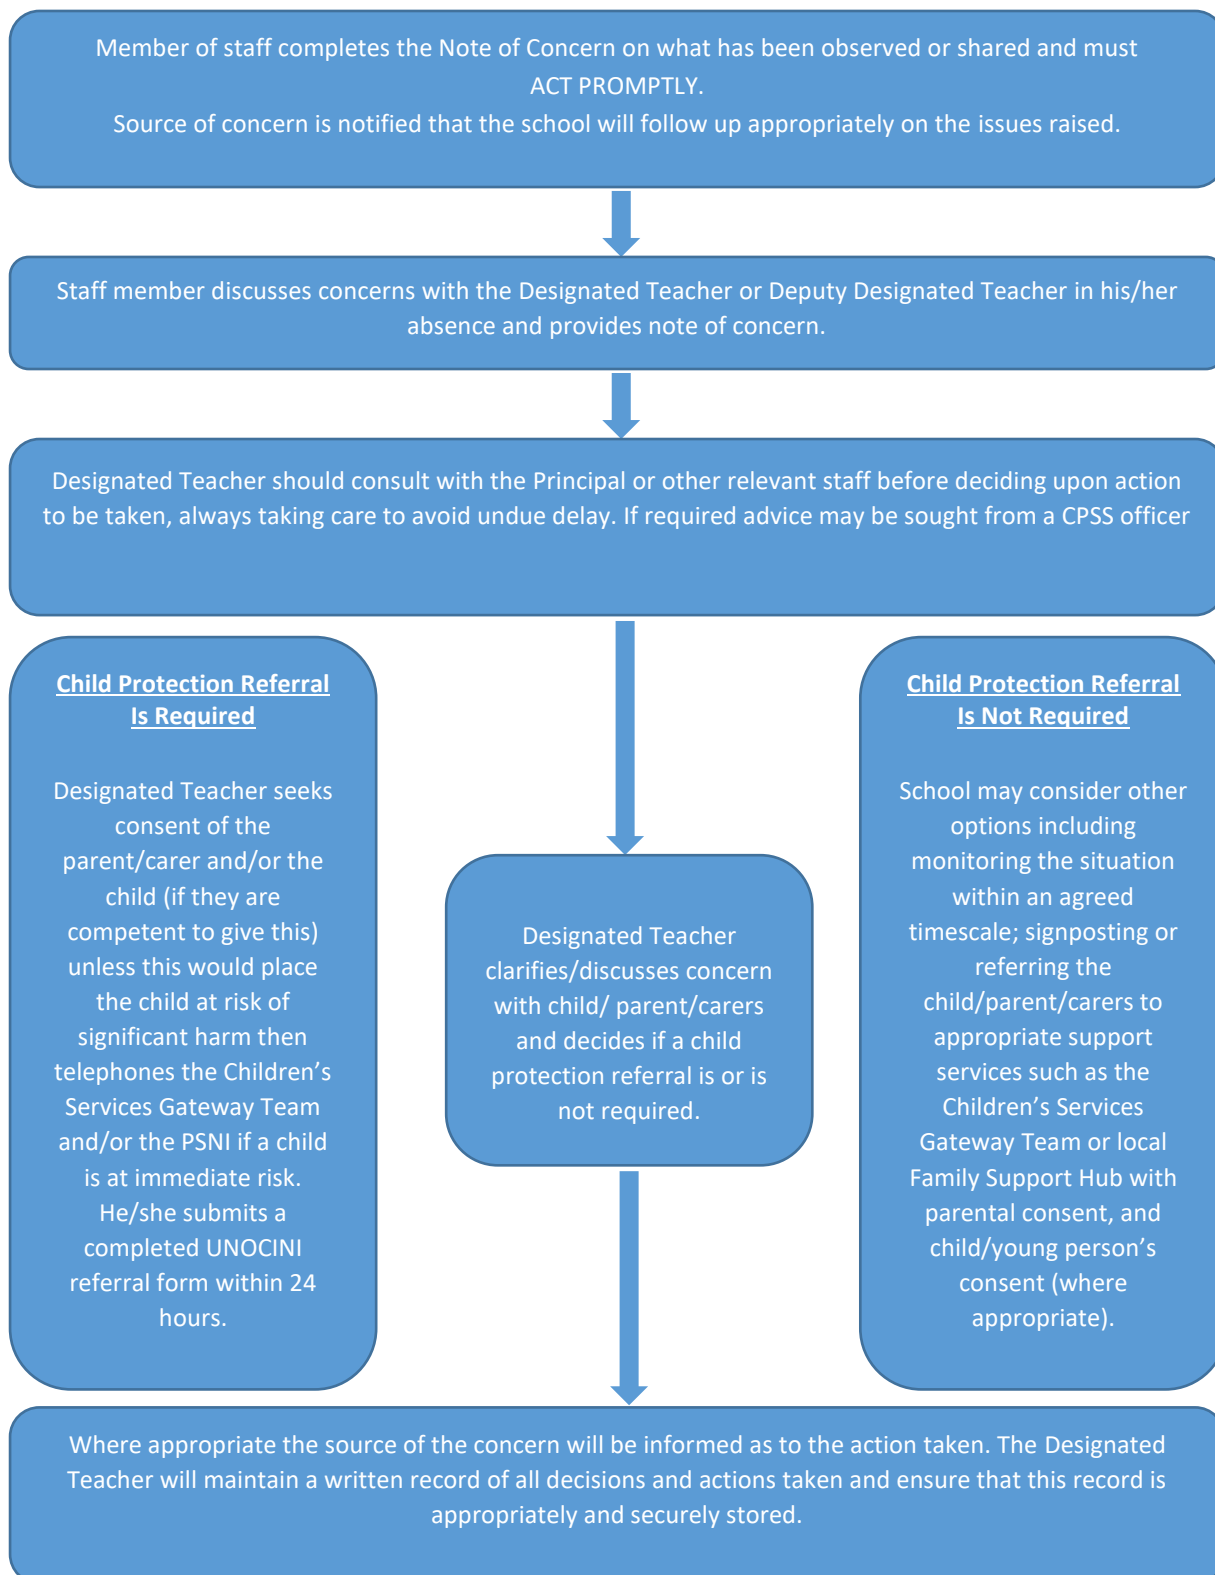 Member of staff completes the Note of Concern on what has been observed or shared and must
ACT PROMPTLY.
Source of concern is notified that the school will follow up appropriately on the issues raised.
Staff member discusses concerns with the Designated Teacher or Deputy Designated Teacher in his/her
absence and provides note of concern.
Designated Teacher should consult with the Principal or other relevant staff before deciding upon action
to be taken, always taking care to avoid undue delay. If required advice may be sought from a CPSS officer
Child Protection Referral
Is Required
Designated Teacher seeks
consent of the
parent/carer and/or the
child (if they are
competent to give this)
unless this would place
the child at risk of
significant harm then
telephones the Children’s
Services Gateway Team
and/or the PSNI if a child
is at immediate risk.
He/she submits a
completed UNOCINI
referral form within 24
hours.
Designated Teacher
clarifies/discusses concern
with child/ parent/carers
and decides if a child
protection referral is or is
not required.
Child Protection Referral
Is Not Required
School may consider other
options including
monitoring the situation
within an agreed
timescale; signposting or
referring the
child/parent/carers to
appropriate support
services such as the
Children’s Services
Gateway Team or local
Family Support Hub with
parental consent, and
child/young person’s
consent (where
appropriate).
Where appropriate the source of the concern will be informed as to the action taken. The Designated
Teacher will maintain a written record of all decisions and actions taken and ensure that this record is
appropriately and securely stored.